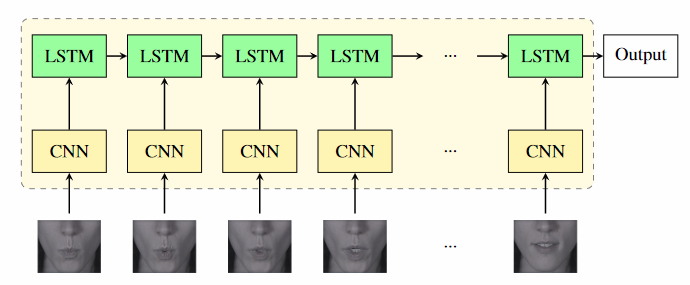 LSTM LSTM LSTM LSTM ... LSTM Output
CNN CNN CNN CNN ... CNN
...